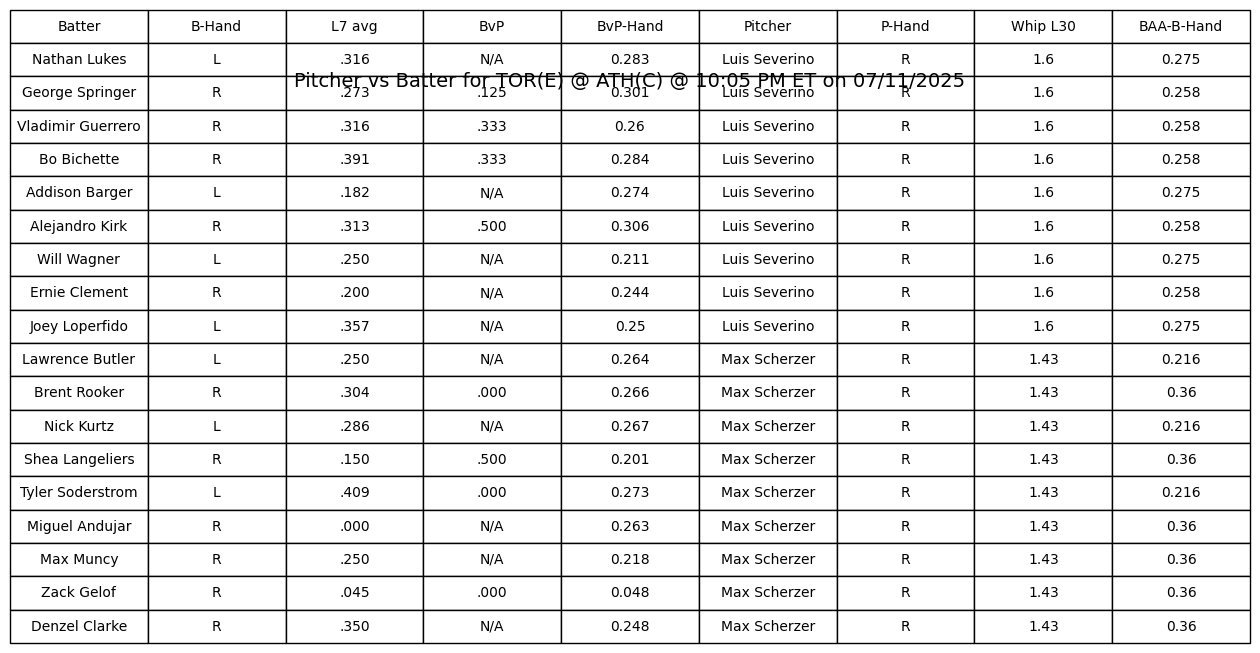 Batter B-Hand L7 avg BvP BvP-Hand Pitcher P-Hand Whip L30 BAA-B-Hand
Nathan Lukes L .316 N/A 0.283 Luis Severino R 1.6 0.275
Pitcher vs Batter for TOR(E) @ ATH(C) @ 10:05 PM ET on 07/11/2025
George Springer R .273 .125 0.301 Luis Severino R 1.6 0.258
Vladimir Guerrero R .316 .333 0.26 Luis Severino R 1.6 0.258
Bo Bichette R .391 .333 0.284 Luis Severino R 1.6 0.258
Addison Barger L .182 N/A 0.274 Luis Severino R 1.6 0.275
Alejandro Kirk R .313 .500 0.306 Luis Severino R 1.6 0.258
Will Wagner L .250 N/A 0.211 Luis Severino R 1.6 0.275
Ernie Clement R .200 N/A 0.244 Luis Severino R 1.6 0.258
Joey Loperfido L .357 N/A 0.25 Luis Severino R 1.6 0.275
Lawrence Butler L .250 N/A 0.264 Max Scherzer R 1.43 0.216
Brent Rooker R .304 .000 0.266 Max Scherzer R 1.43 0.36
Nick Kurtz L .286 N/A 0.267 Max Scherzer R 1.43 0.216
Shea Langeliers R .150 .500 0.201 Max Scherzer R 1.43 0.36
Tyler Soderstrom L .409 .000 0.273 Max Scherzer R 1.43 0.216
Miguel Andujar R .000 N/A 0.263 Max Scherzer R 1.43 0.36
Max Muncy R .250 N/A 0.218 Max Scherzer R 1.43 0.36
Zack Gelof R .045 .000 0.048 Max Scherzer R 1.43 0.36
Denzel Clarke R .350 N/A 0.248 Max Scherzer R 1.43 0.36